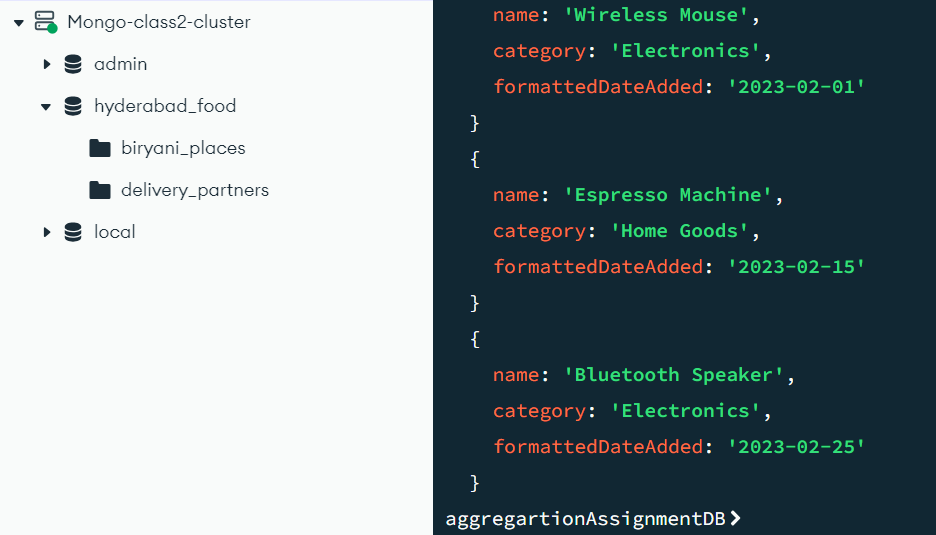 Mongo-class2-cluster
admin
hyderabad_food
biryani_places
delivery_partners
local
name: 'Wireless Mouse',
category: 'Electronics',
formattedDateAdded: '2023-02-01'
}
{
name: 'Espresso Machine',
category: 'Home Goods',
formattedDateAdded: '2023-02-15'
}
{
name: 'Bluetooth Speaker',
category: 'Electronics',
formattedDateAdded: '2023-02-25'
}
aggregartionAssignmentDB>